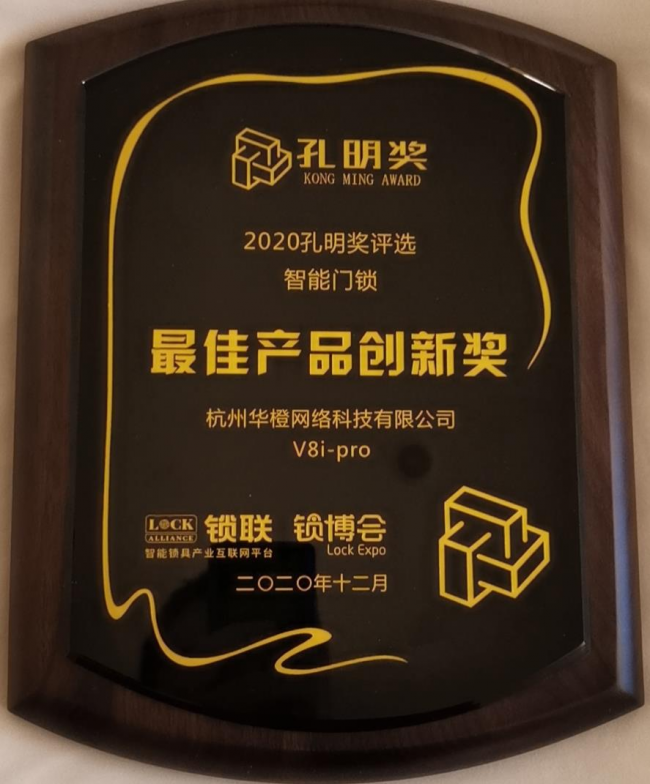 孔明奖
KONG MING AWARD
2020孔明奖评选
智能门锁
最佳产品创新奖
杭州华橙网络科技有限公司
V8i-pro
LOCK
ALLIANCE
锁联
智能锁具产业互联网平台
锁博会
Lock Expo
二〇二〇年十二月